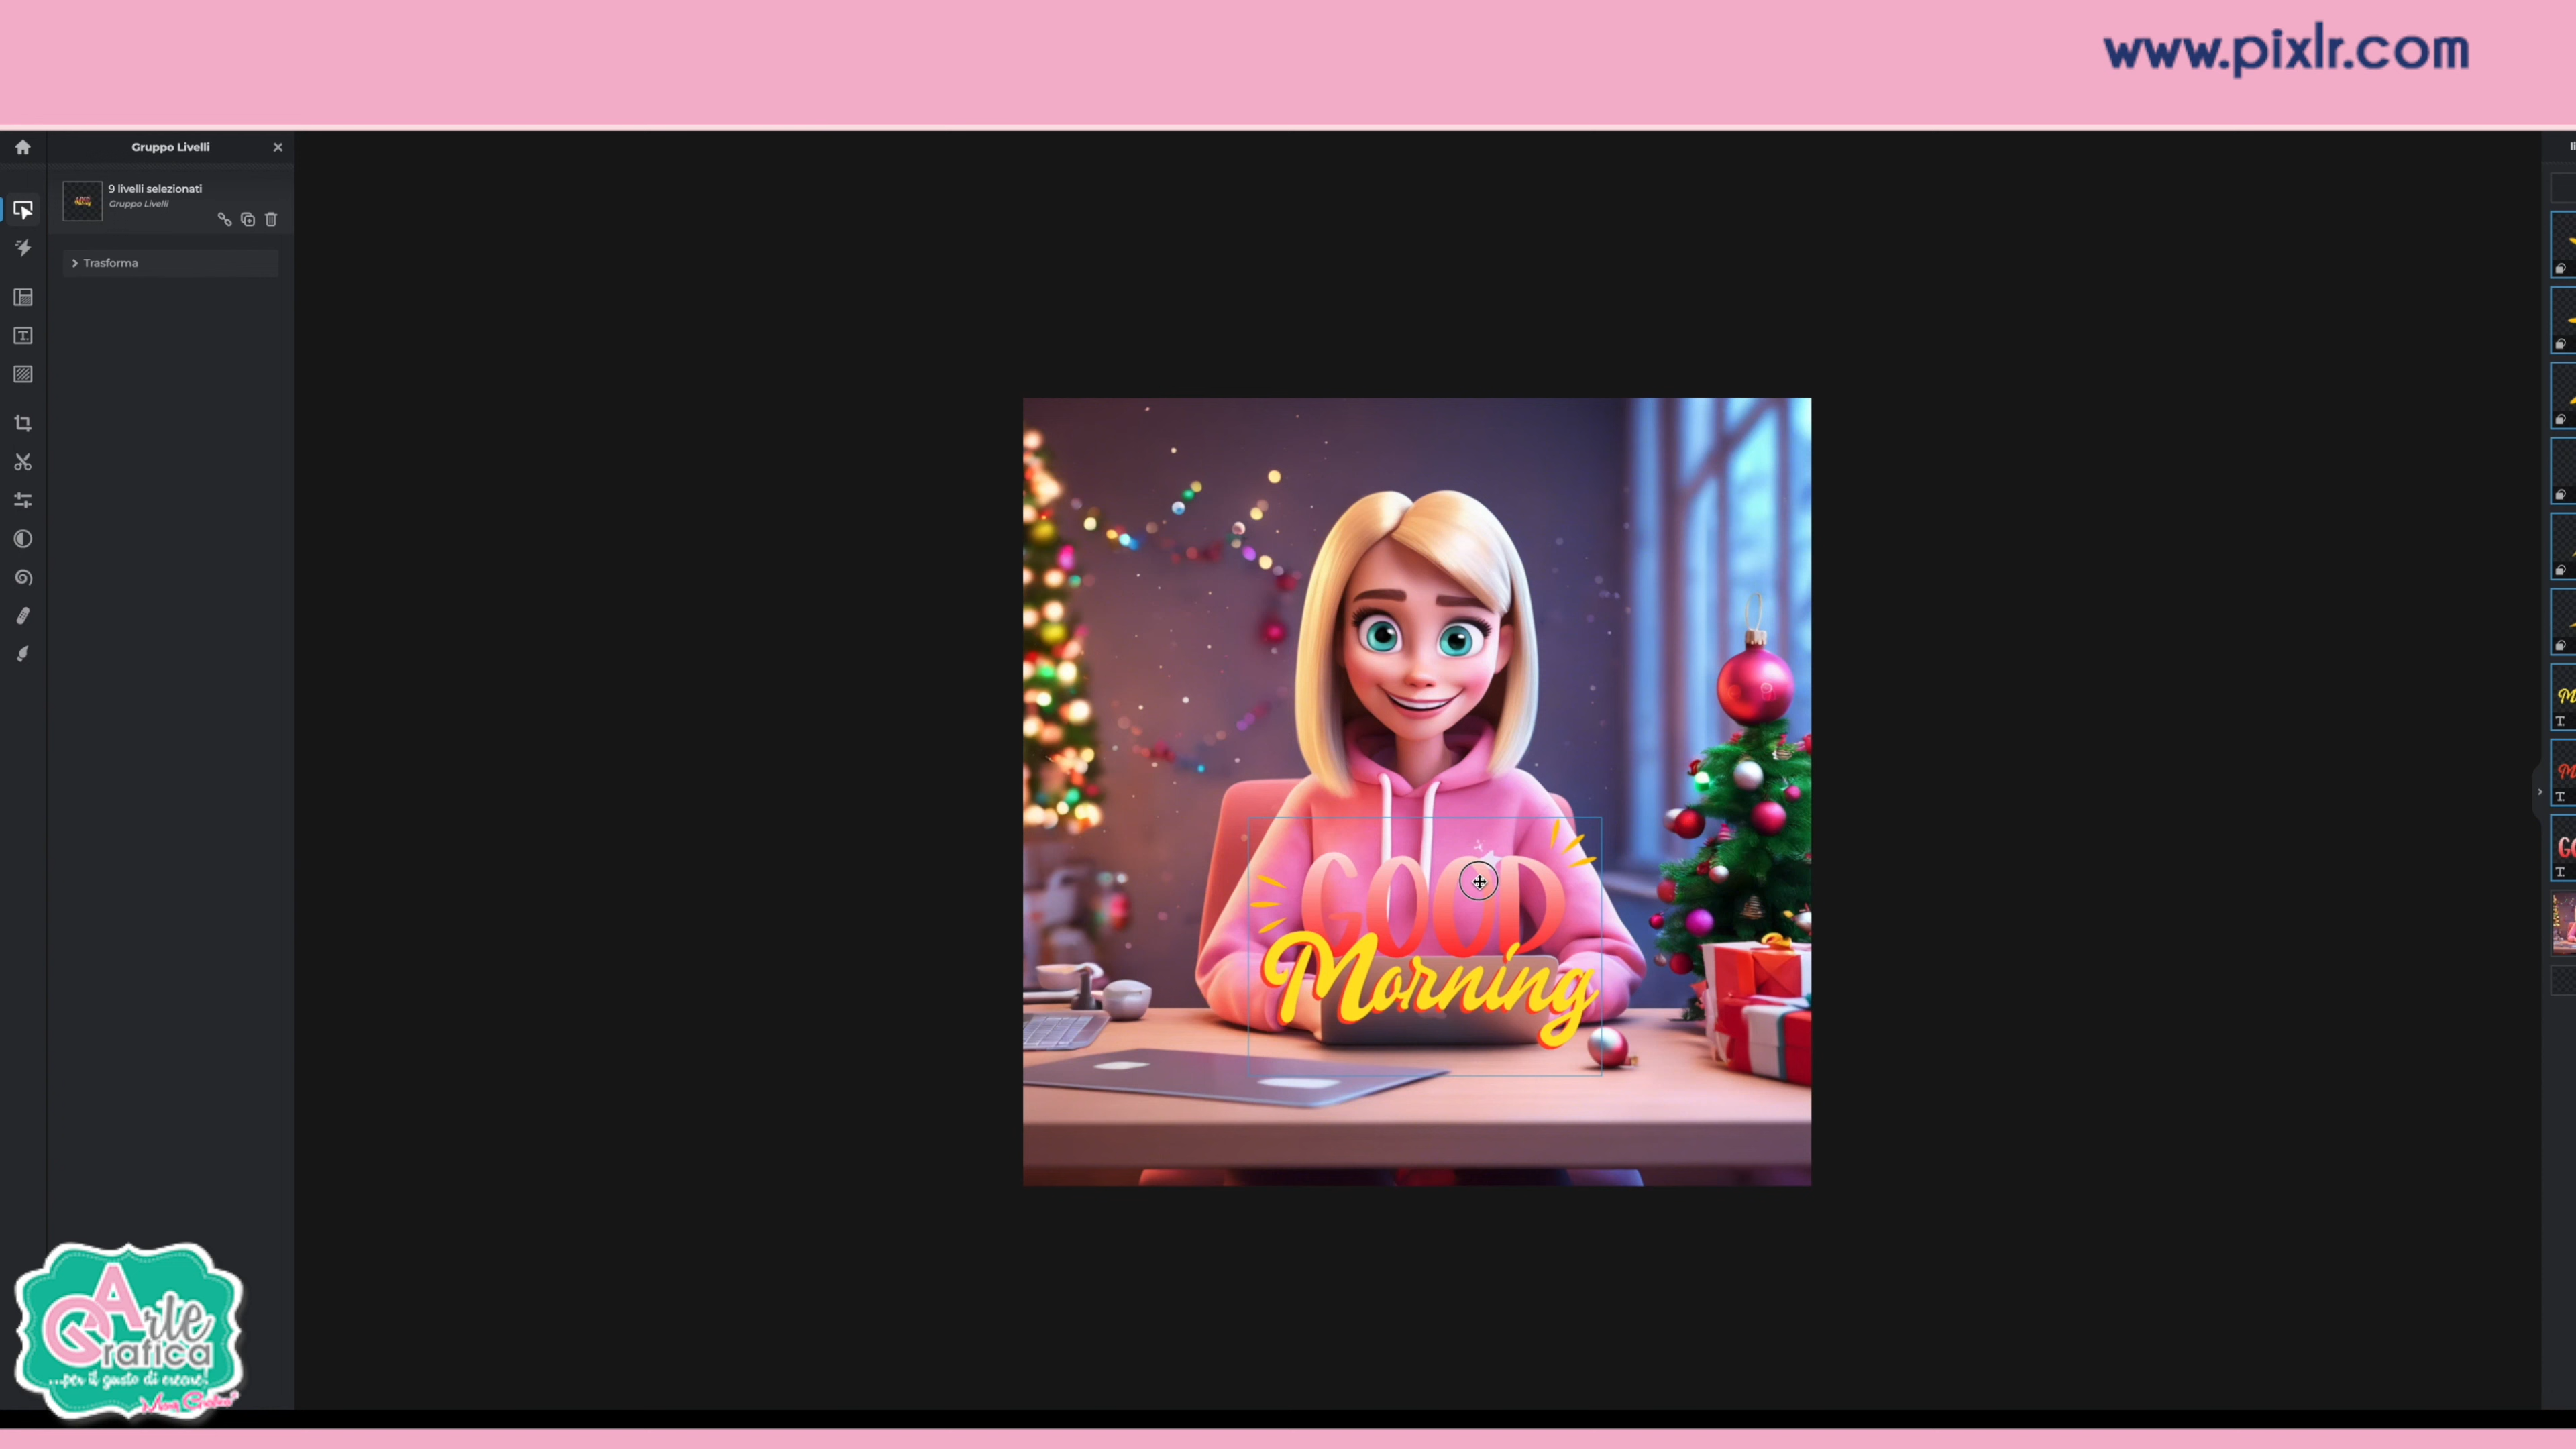 www.pixlr.com
Gruppo Livelli
9 livelli selezionati
Gruppo Livelli
Trasforma
GOOD
Morning
Arte
Grafica
...per il gusto di creare!